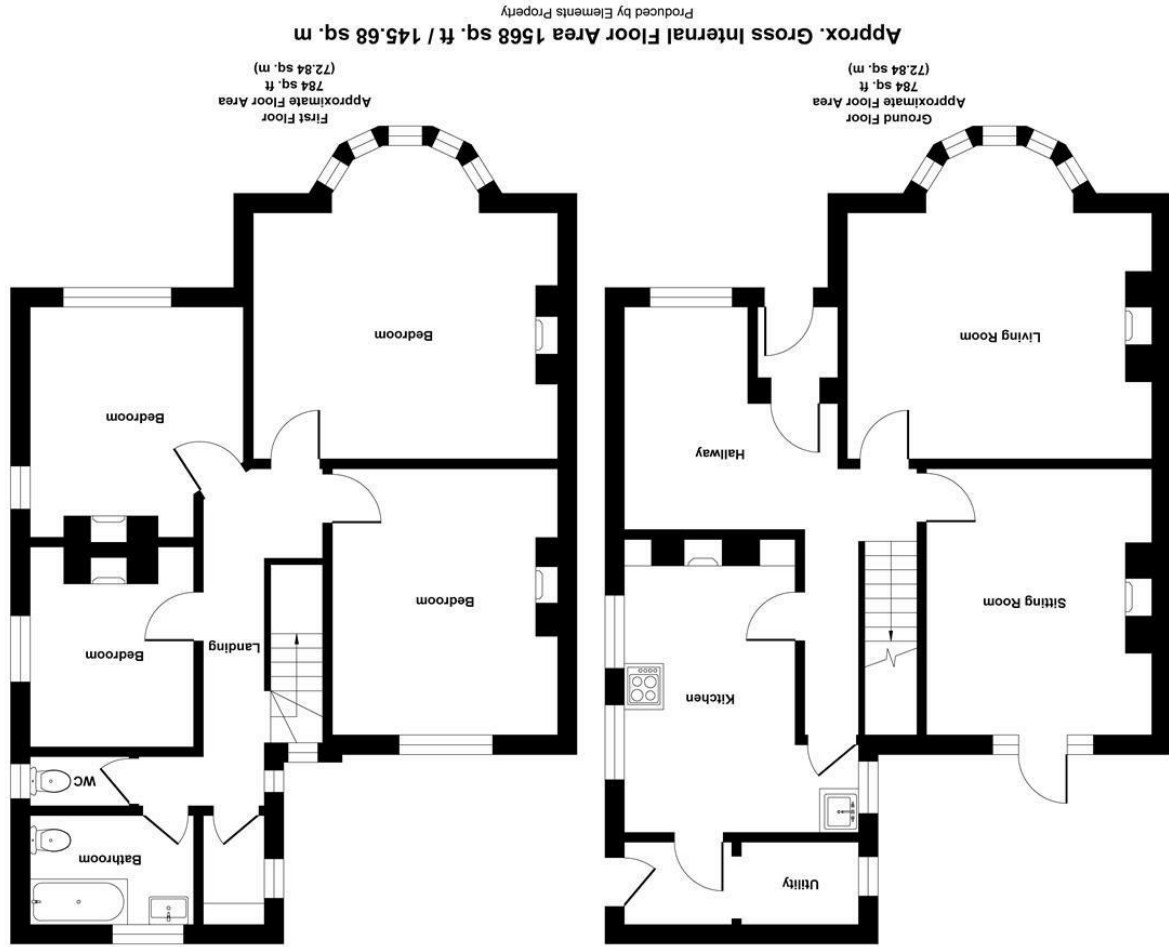 Utility
Kitchen
Sitting Room
Hallway
Living Room
Ground Floor
Approximate Floor Area
784 sq. ft
(72.84 sq. m)
Bathroom
WC
Landing
Bedroom
Bedroom
Bedroom
Bedroom
First Floor
Approximate Floor Area
784 sq. ft
(72.84 sq. m)
Approx. Gross Internal Floor Area 1568 sq. ft / 145.68 sq. m
Produced by Elements Property